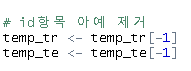 # id항목 아예 제거
temp_tr <- temp_tr[-1]
temp_te <- temp_te[-1]